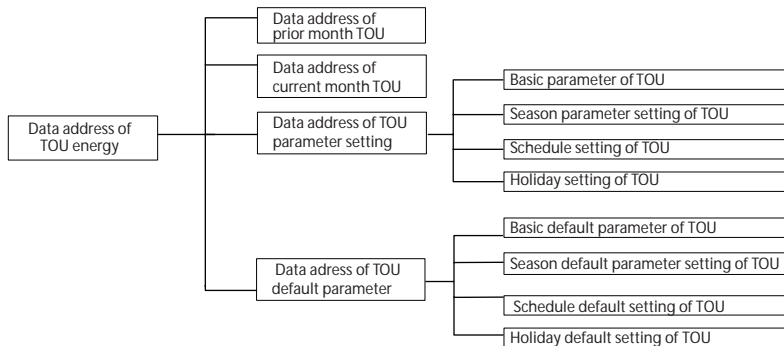 Data address of
TOU energy
Data address of
prior month TOU
Data address of
current month TOU
Data address of TOU
parameter setting
Basic parameter of TOU
Season parameter setting of TOU
Schedule setting of TOU
Holiday setting of TOU
Data adress of TOU
default parameter
Basic default parameter of TOU
Season default parameter setting of TOU
Schedule default setting of TOU
Holiday default setting of TOU